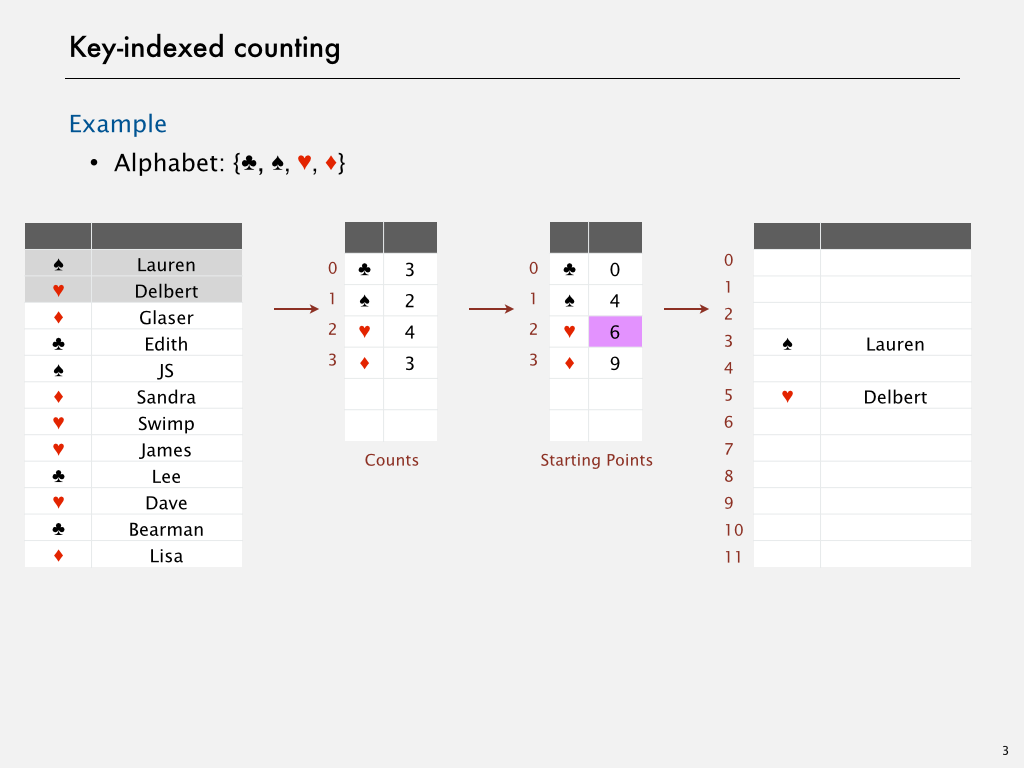 Key-indexed counting
Example
• Alphabet: {♣, ♠, ♥, ♦}
♠ Lauren
♥ Delbert
♦ Glaser
♣ Edith
♠ JS
♦ Sandra
♥ Swimp
♥ James
♣ Lee
♥ Dave
♣ Bearman
♦ Lisa
0 ♣ 3
1 ♠ 2
2 ♥ 4
3 ♦ 3
Counts
0 ♣ 0
1 ♠ 4
2 ♥ 6
3 ♦ 9
Starting Points
0
1
2
3 ♠ Lauren
4
5 ♥ Delbert
6
7
8
9
10
11
3